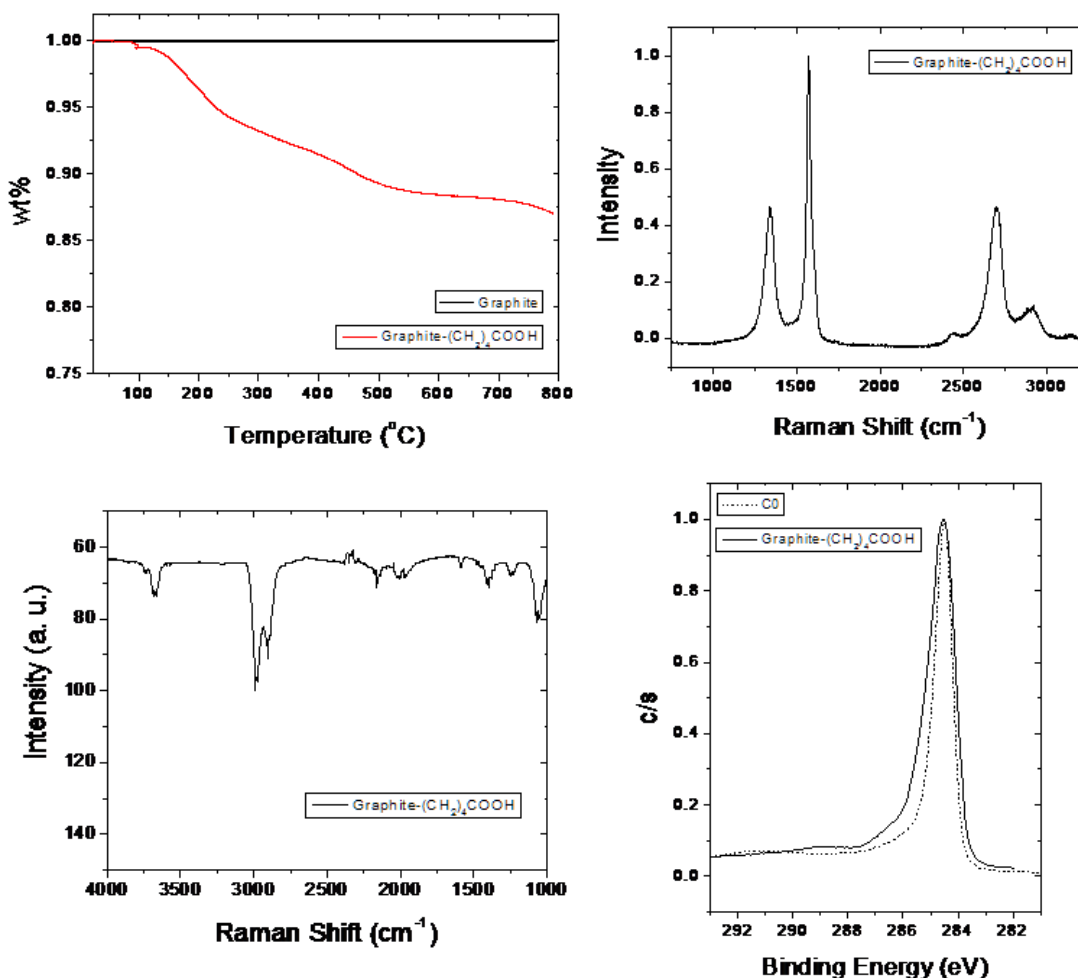 1.00
0.95
0.90
0.85
0.80
0.75
wt%
Graphite
Graphite-(CH₂)₄COOH
0 100 200 300 400 500 600 700 800
Temperature (°C)
1.0
0.8
0.6
0.4
0.2
0.0
Intensity
Graphite-(CH₂)₄COOH
1000 1500 2000 2500 3000
Raman Shift (cm⁻¹)
60
80
100
120
140
Intensity (a. u.)
Graphite-(CH₂)₄COOH
4000 3500 3000 2500 2000 1500 1000
Raman Shift (cm⁻¹)
C0
Graphite-(CH₂)₄COOH
1.0
0.8
0.6
0.4
0.2
0.0
c/s
292 290 288 286 284 282
Binding Energy (eV)